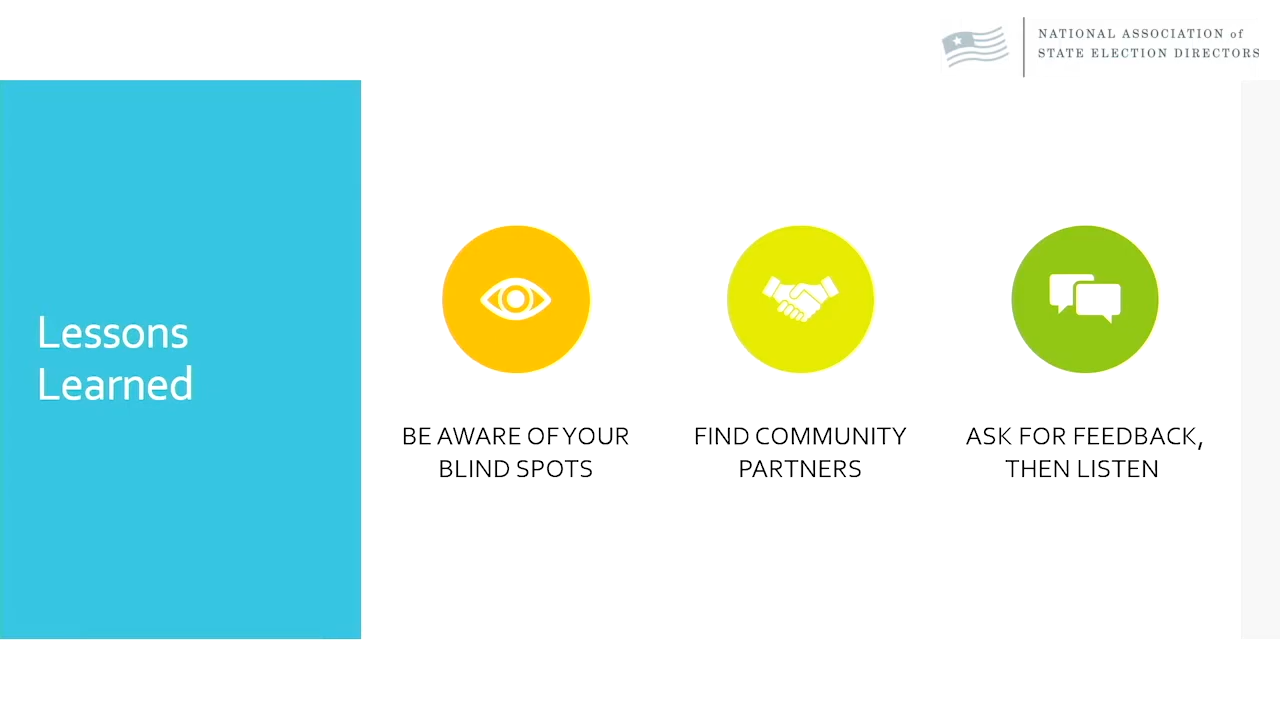 NATIONAL ASSOCIATION of
STATE ELECTION DIRECTORS
Lessons
Learned
BE AWARE OF YOUR
BLIND SPOTS
FIND COMMUNITY
PARTNERS
ASK FOR FEEDBACK,
THEN LISTEN